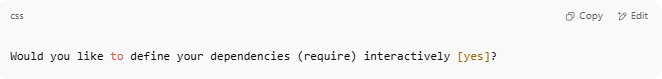 css
Copy
Edit
Would you like to define your dependencies (require) interactively [yes]?